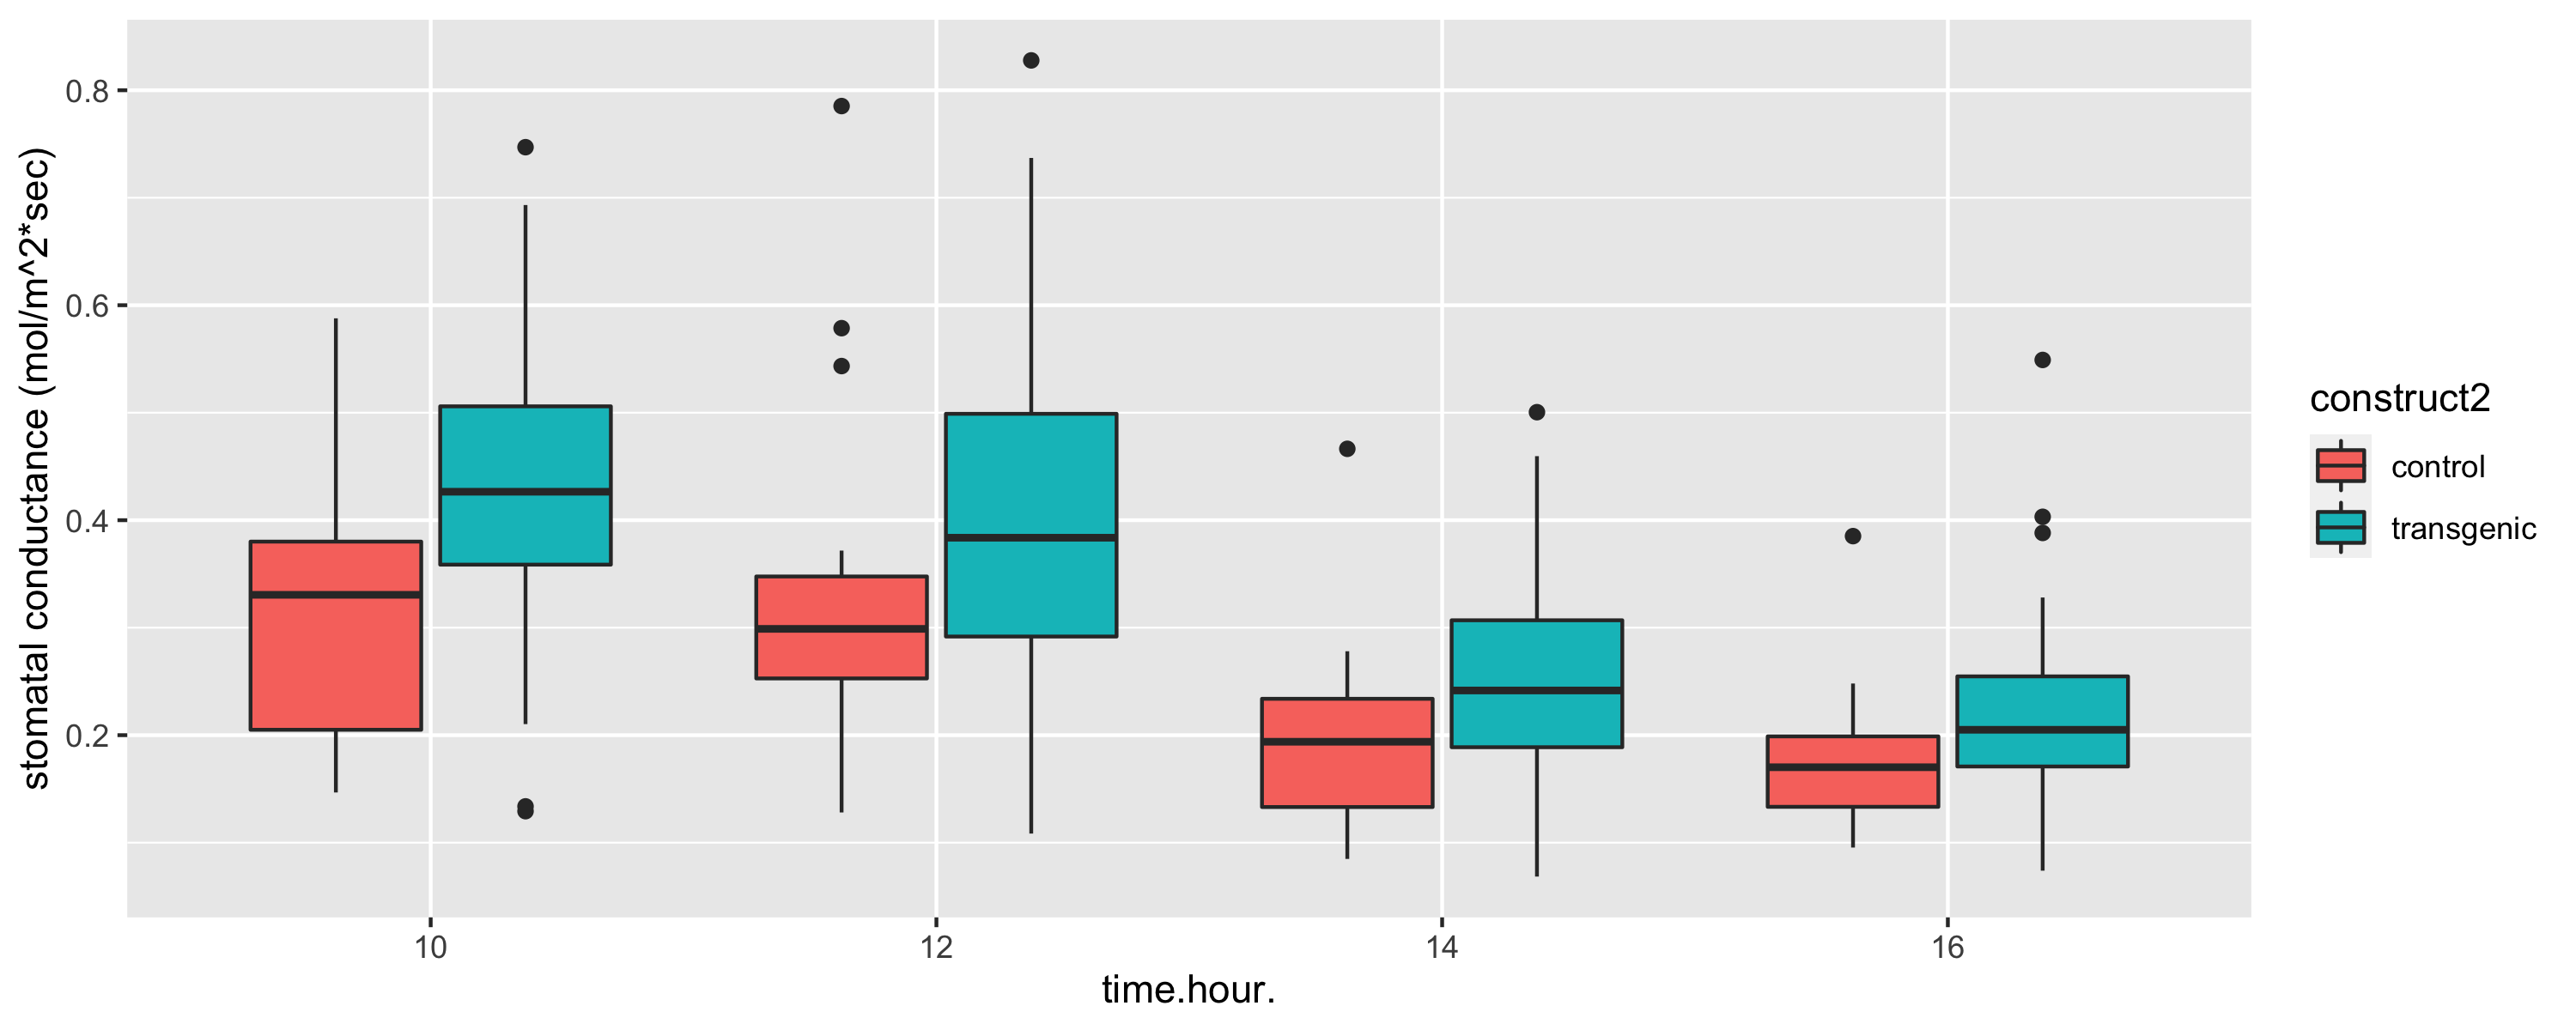 stomatal conductance (mol/m^2*sec)
0.8
0.6
0.4
0.2
10 12 14 16
time.hour.
construct2
control
transgenic